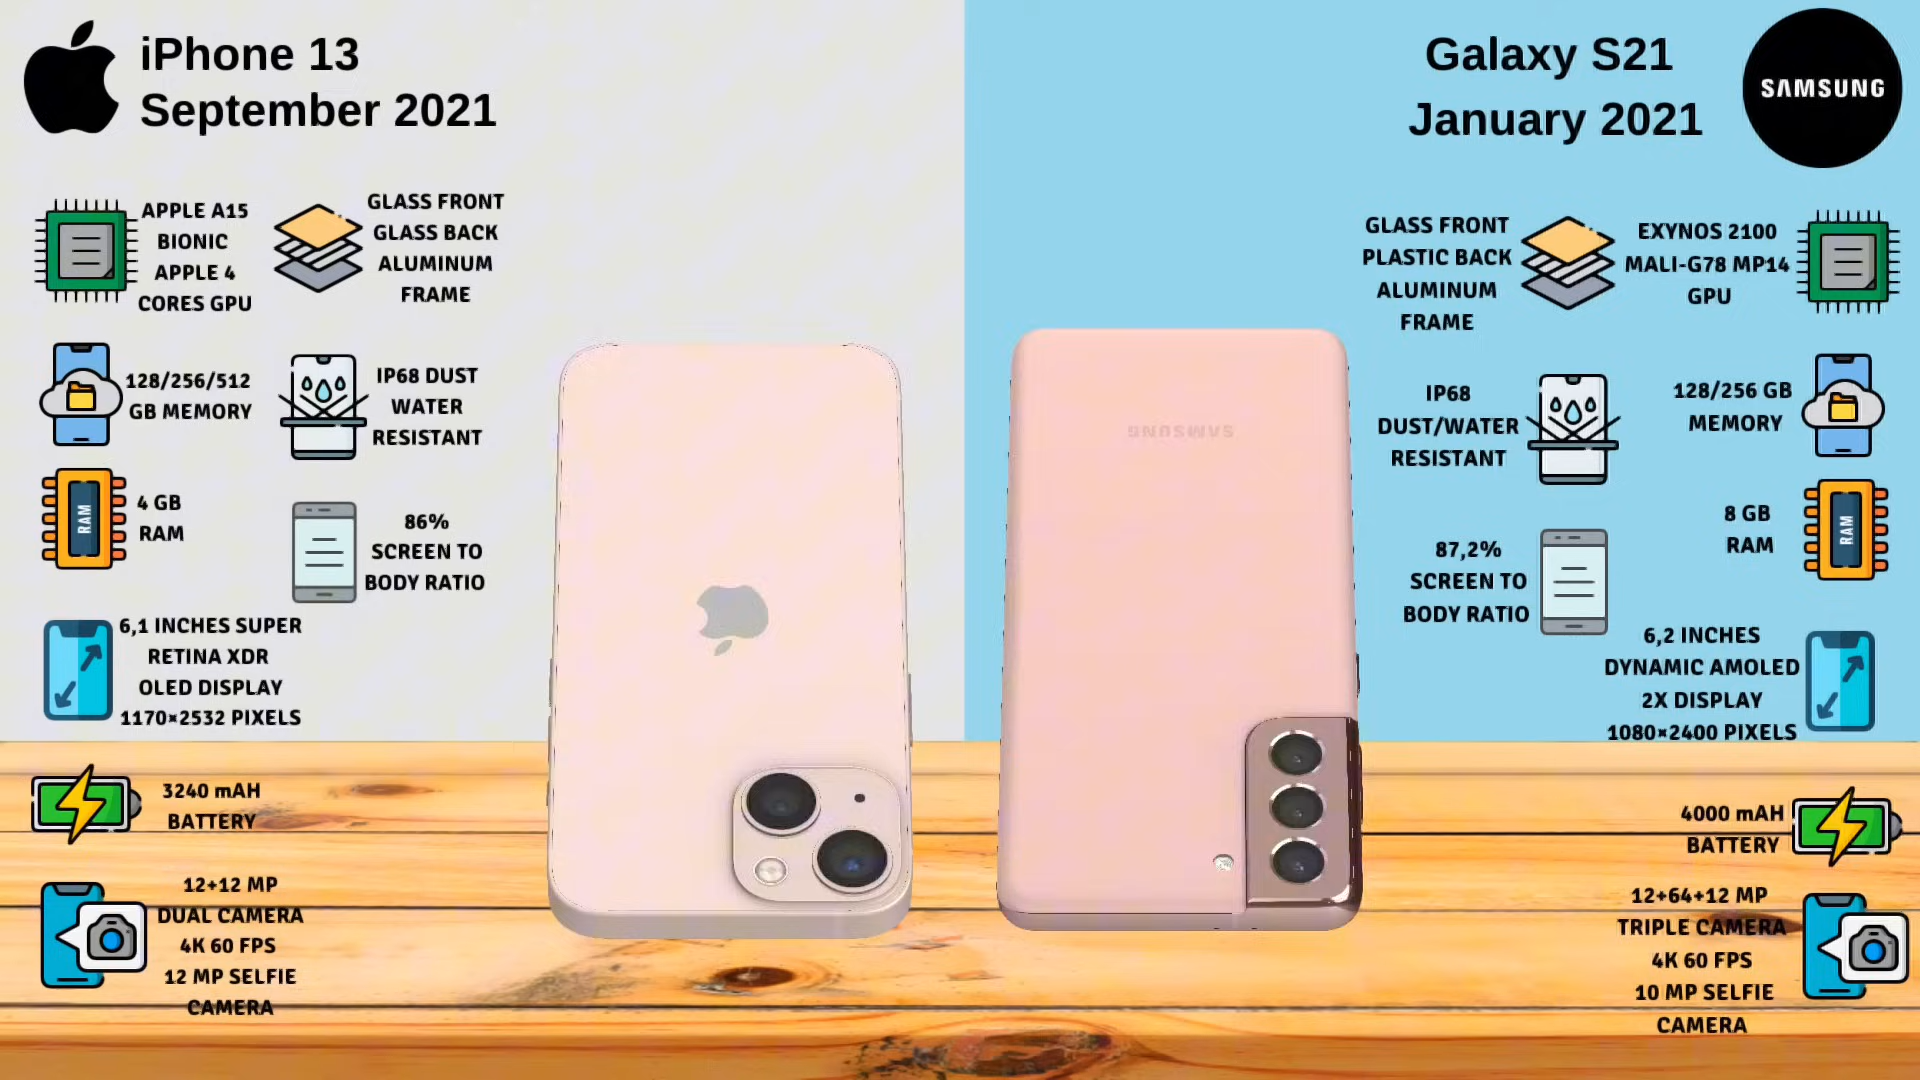 iPhone 13
September 2021
APPLE A15
BIONIC
APPLE 4
CORES GPU
GLASS FRONT
GLASS BACK
ALUMINUM
FRAME
128/256/512
GB MEMORY
IP68 DUST
WATER
RESISTANT
RAM
4 GB
RAM
86%
SCREEN TO
BODY RATIO
6,1 INCHES SUPER
RETINA XDR
OLED DISPLAY
1170×2532 PIXELS
3240 mAH
BATTERY
12+12 MP
DUAL CAMERA
4K 60 FPS
12 MP SELFIE
CAMERA
SAMSUNG
Galaxy S21
January 2021
SAMSUNG
GLASS FRONT
PLASTIC BACK
ALUMINUM
FRAME
EXYNOS 2100
MALI-G78 MP14
GPU
IP68
DUST/WATER
RESISTANT
128/256 GB
MEMORY
8 GB
RAM
RAM
87,2%
SCREEN TO
BODY RATIO
6,2 INCHES
DYNAMIC AMOLED
2X DISPLAY
1080×2400 PIXELS
4000 mAH
BATTERY
12+64+12 MP
TRIPLE CAMERA
4K 60 FPS
10 MP SELFIE
CAMERA